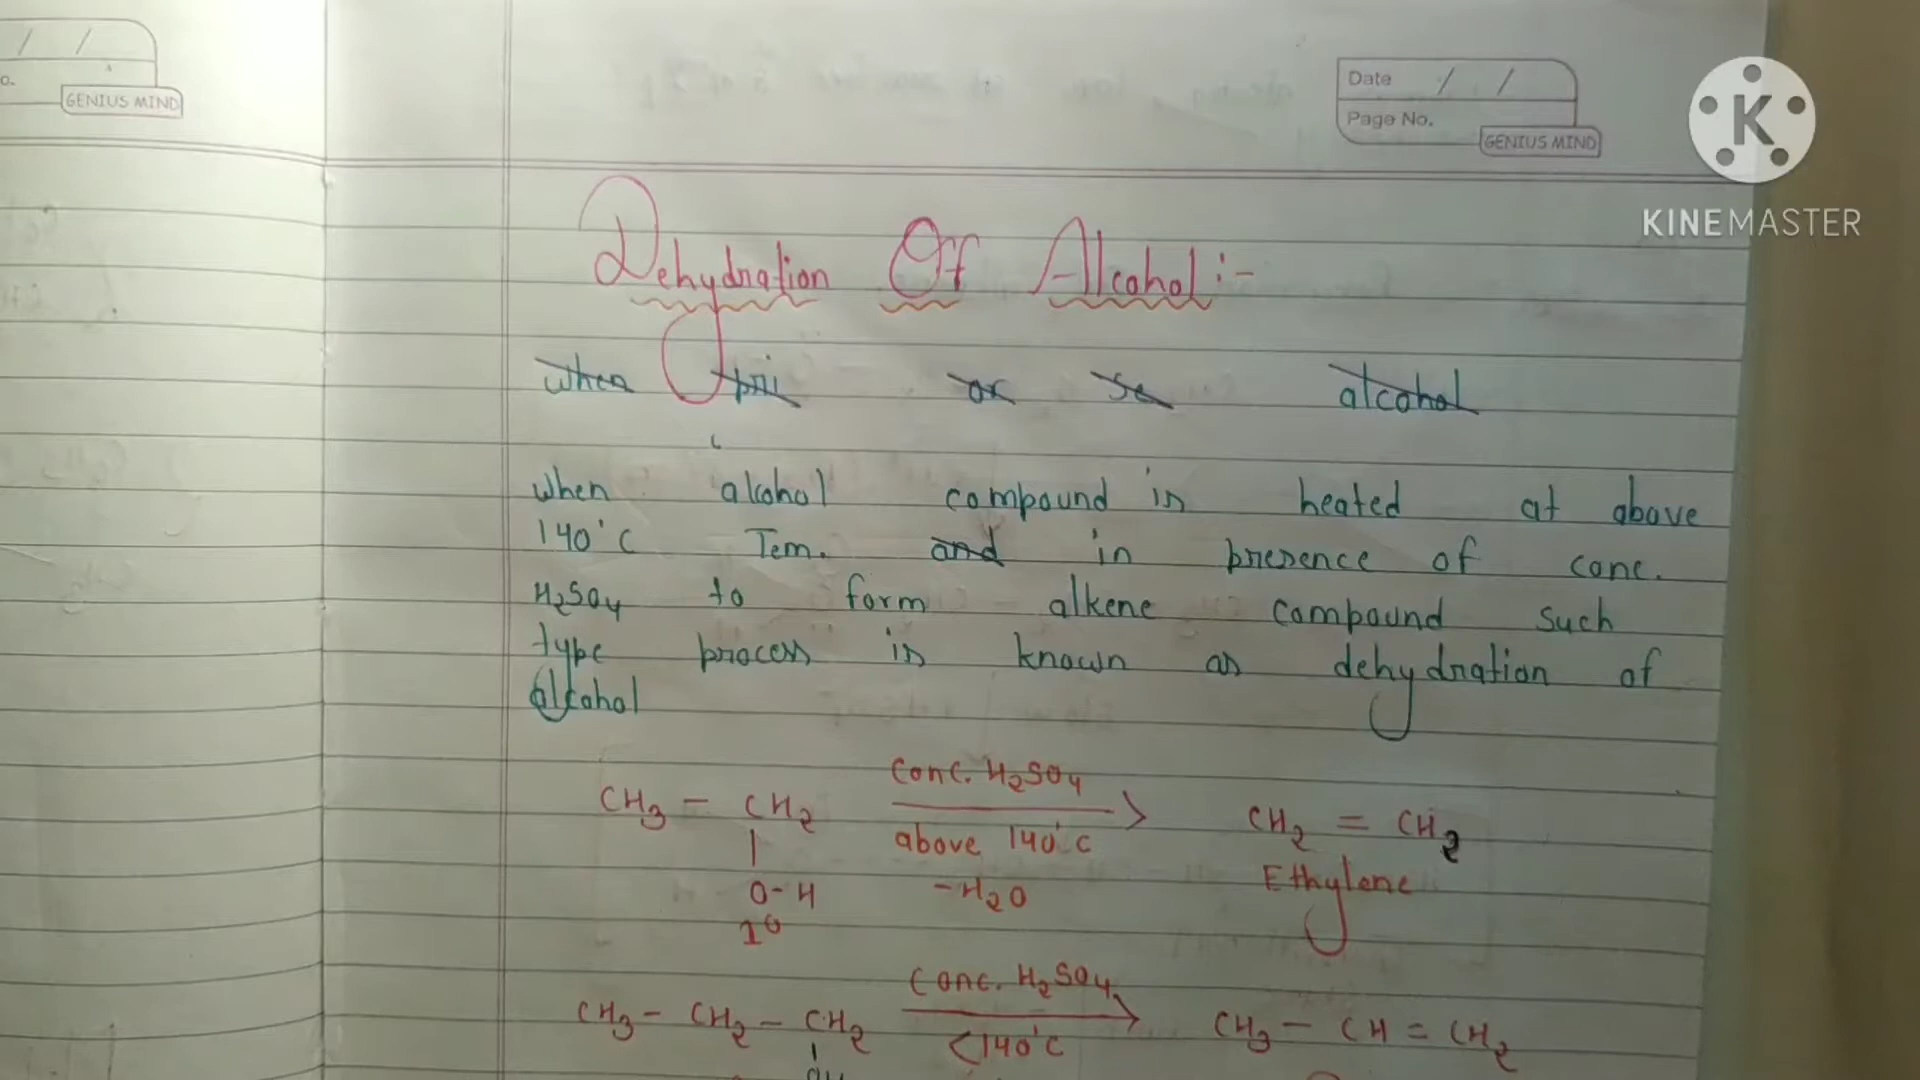 / /
o.
GENIUS MIND
Date / /
Page No.
GENIUS MIND
K
KINEMASTER
Dehydration Of Alcohol :-
when pri or se alcohol
when alcohol compound is heated at above
140°C Tem. and in presence of conc.
H₂SO₄ to form alkene compound such
type process is known as dehydration of
alcohol
CH₃ - CH₂ conc. H₂SO₄ CH₂ = CH₂
| above 140°C Ethylene
O-H -H₂O
1°
CH₃ - CH₂ - CH₂ Conc. H₂SO₄ CH₃ - CH = CH₂
| <140°C
OH